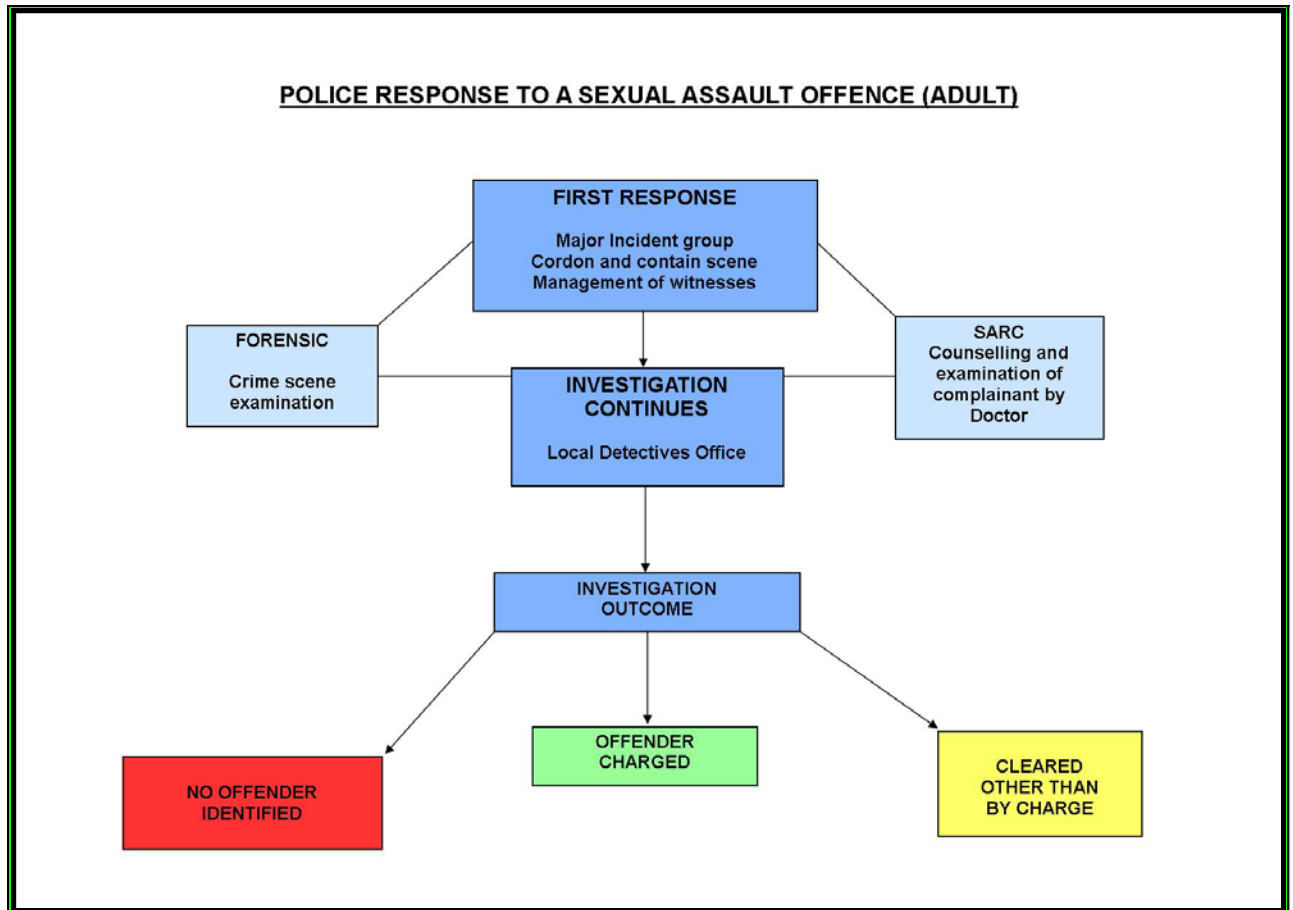 POLICE RESPONSE TO A SEXUAL ASSAULT OFFENCE (ADULT)
FIRST RESPONSE
Major Incident group
Cordon and contain scene
Management of witnesses
FORENSIC
Crime scene
examination
SARC
Counselling and
examination of
complainant by
Doctor
INVESTIGATION
CONTINUES
Local Detectives Office
INVESTIGATION
OUTCOME
NO OFFENDER
IDENTIFIED
OFFENDER
CHARGED
CLEARED
OTHER THAN
BY CHARGE